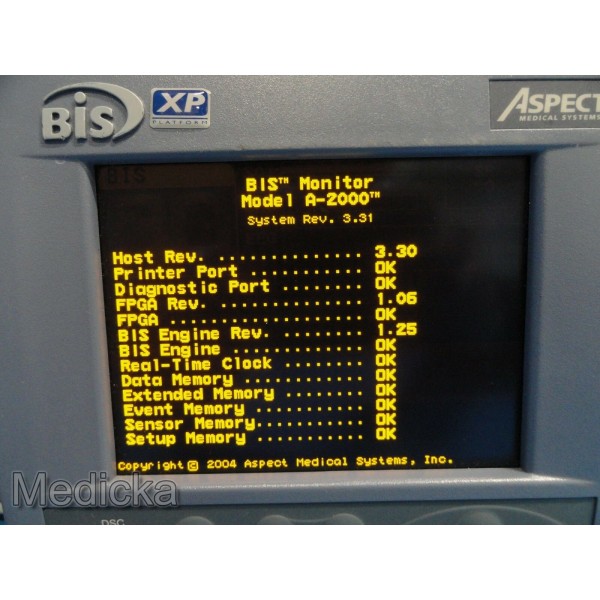 BIS
XP
PLATFORM
ASPECT
MEDICAL SYSTEMS
BIS
BIS™ Monitor
Model A-2000™
System Rev. 3.31
Host Rev. ............... 3.30
Printer Port ........... OK
Diagnostic Port ........ OK
FPGA Rev. .............. 1.06
FPGA ................... OK
BIS Engine Rev. ......... 1.25
BIS Engine ............. OK
Real-Time Clock ........ OK
Data Memory ............ OK
Extended Memory ........ OK
Event Memory ........... OK
Sensor Memory........... OK
Setup Memory ........... OK
Copyright © 2004 Aspect Medical Systems, Inc.
Medicka
DSC